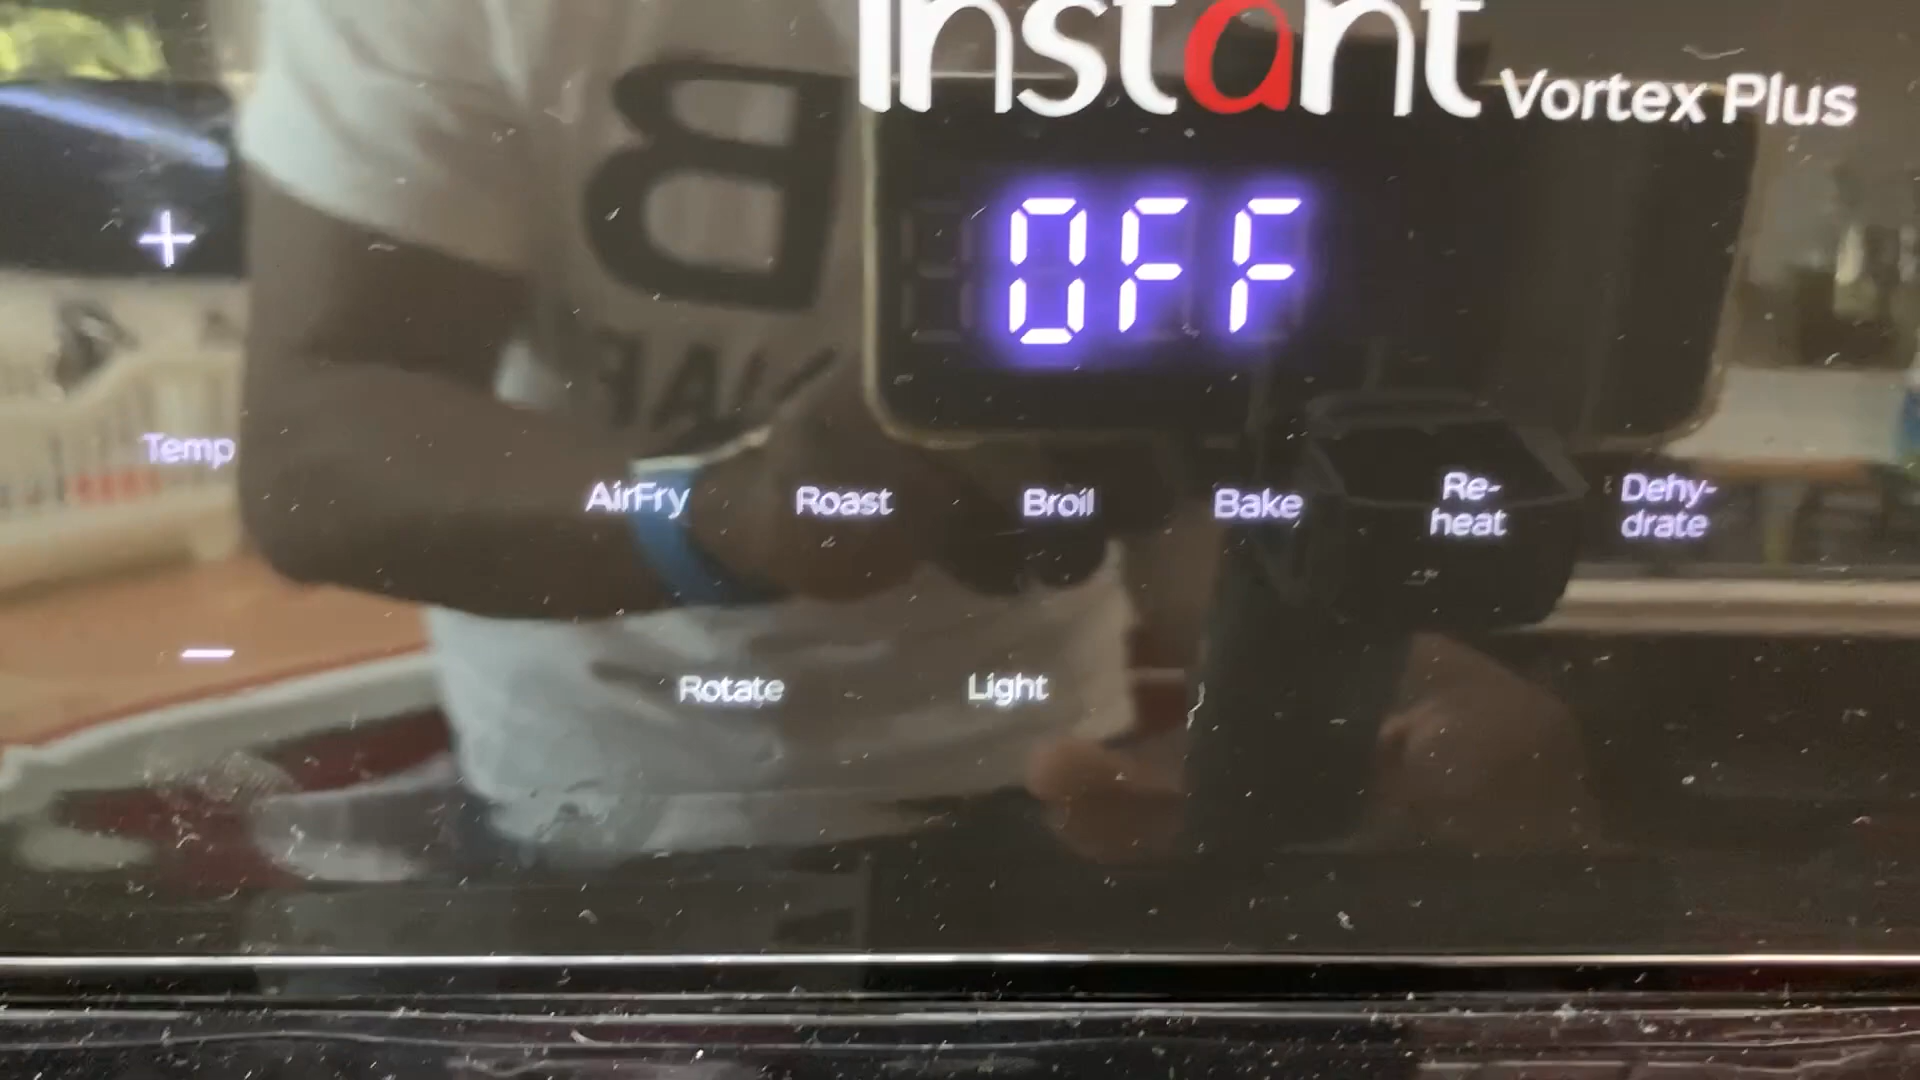 instant Vortex Plus
OFF
+
Temp
AirFry Roast Broil Bake Re-
heat Dehy-
drate
−
Rotate Light